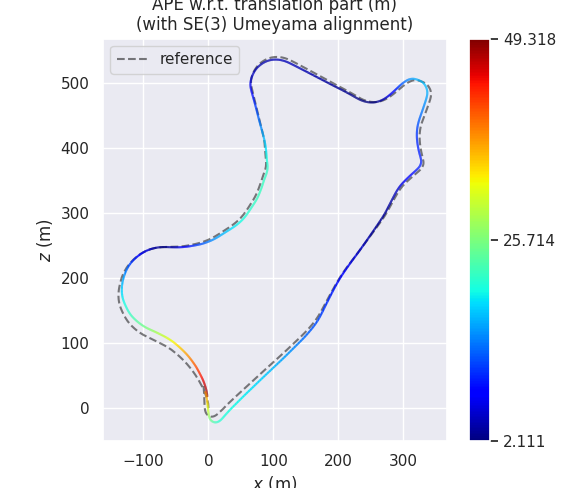 APE w.r.t. translation part (m)
(with SE(3) Umeyama alignment)
reference
49.318
25.714
2.111
500
400
300
200
100
0
z (m)
−100 0 100 200 300
x (m)